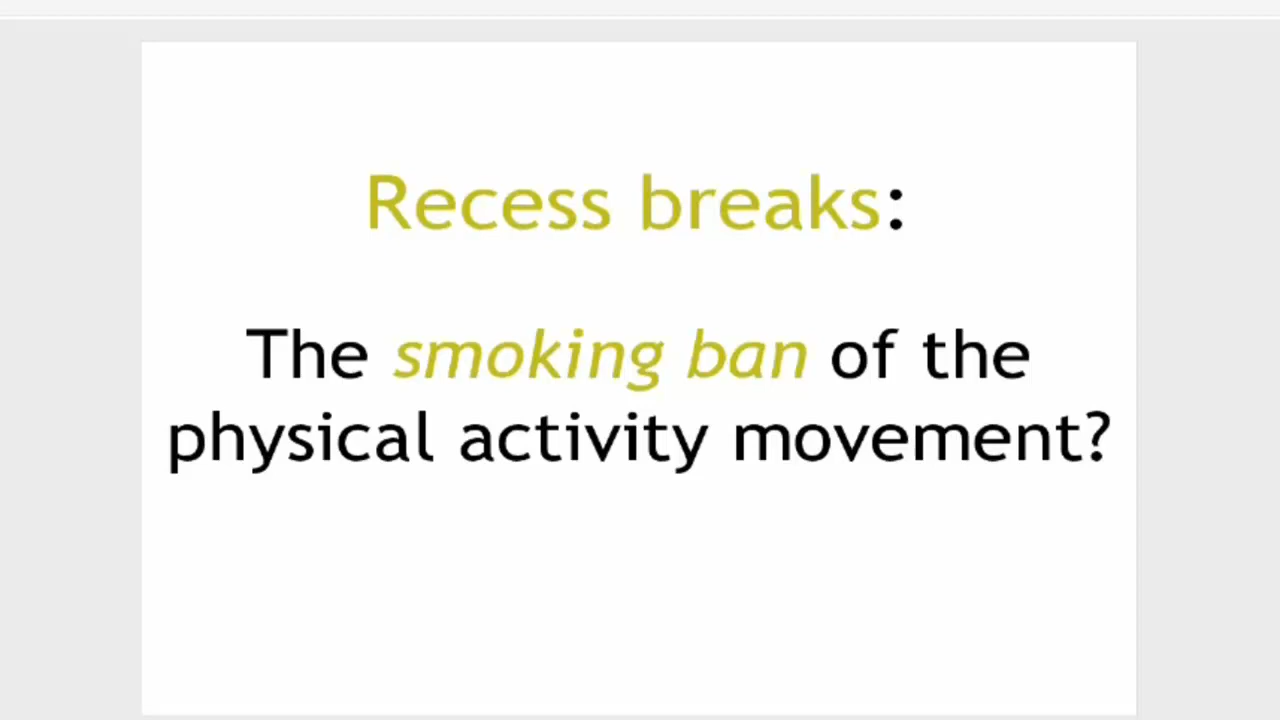 Recess breaks:
The smoking ban of the
physical activity movement?